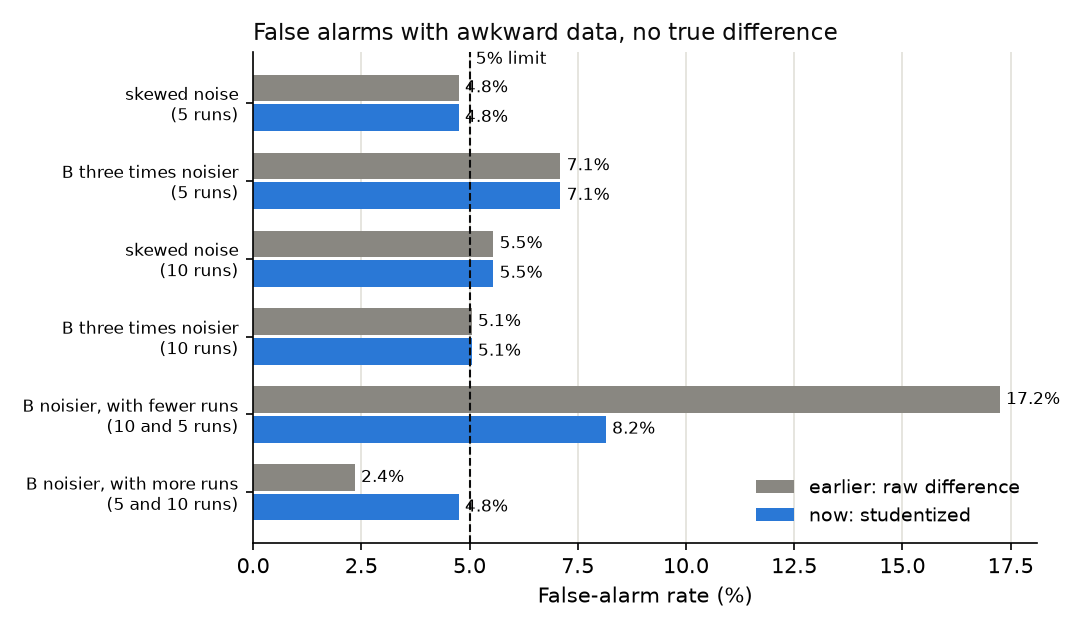 False alarms with awkward data, no true difference
5% limit
skewed noise
(5 runs)
4.8%
4.8%
B three times noisier
(5 runs)
7.1%
7.1%
skewed noise
(10 runs)
5.5%
5.5%
B three times noisier
(10 runs)
5.1%
5.1%
B noisier, with fewer runs
(10 and 5 runs)
17.2%
8.2%
B noisier, with more runs
(5 and 10 runs)
2.4%
4.8%
earlier: raw difference
now: studentized
0.0 2.5 5.0 7.5 10.0 12.5 15.0 17.5
False-alarm rate (%)